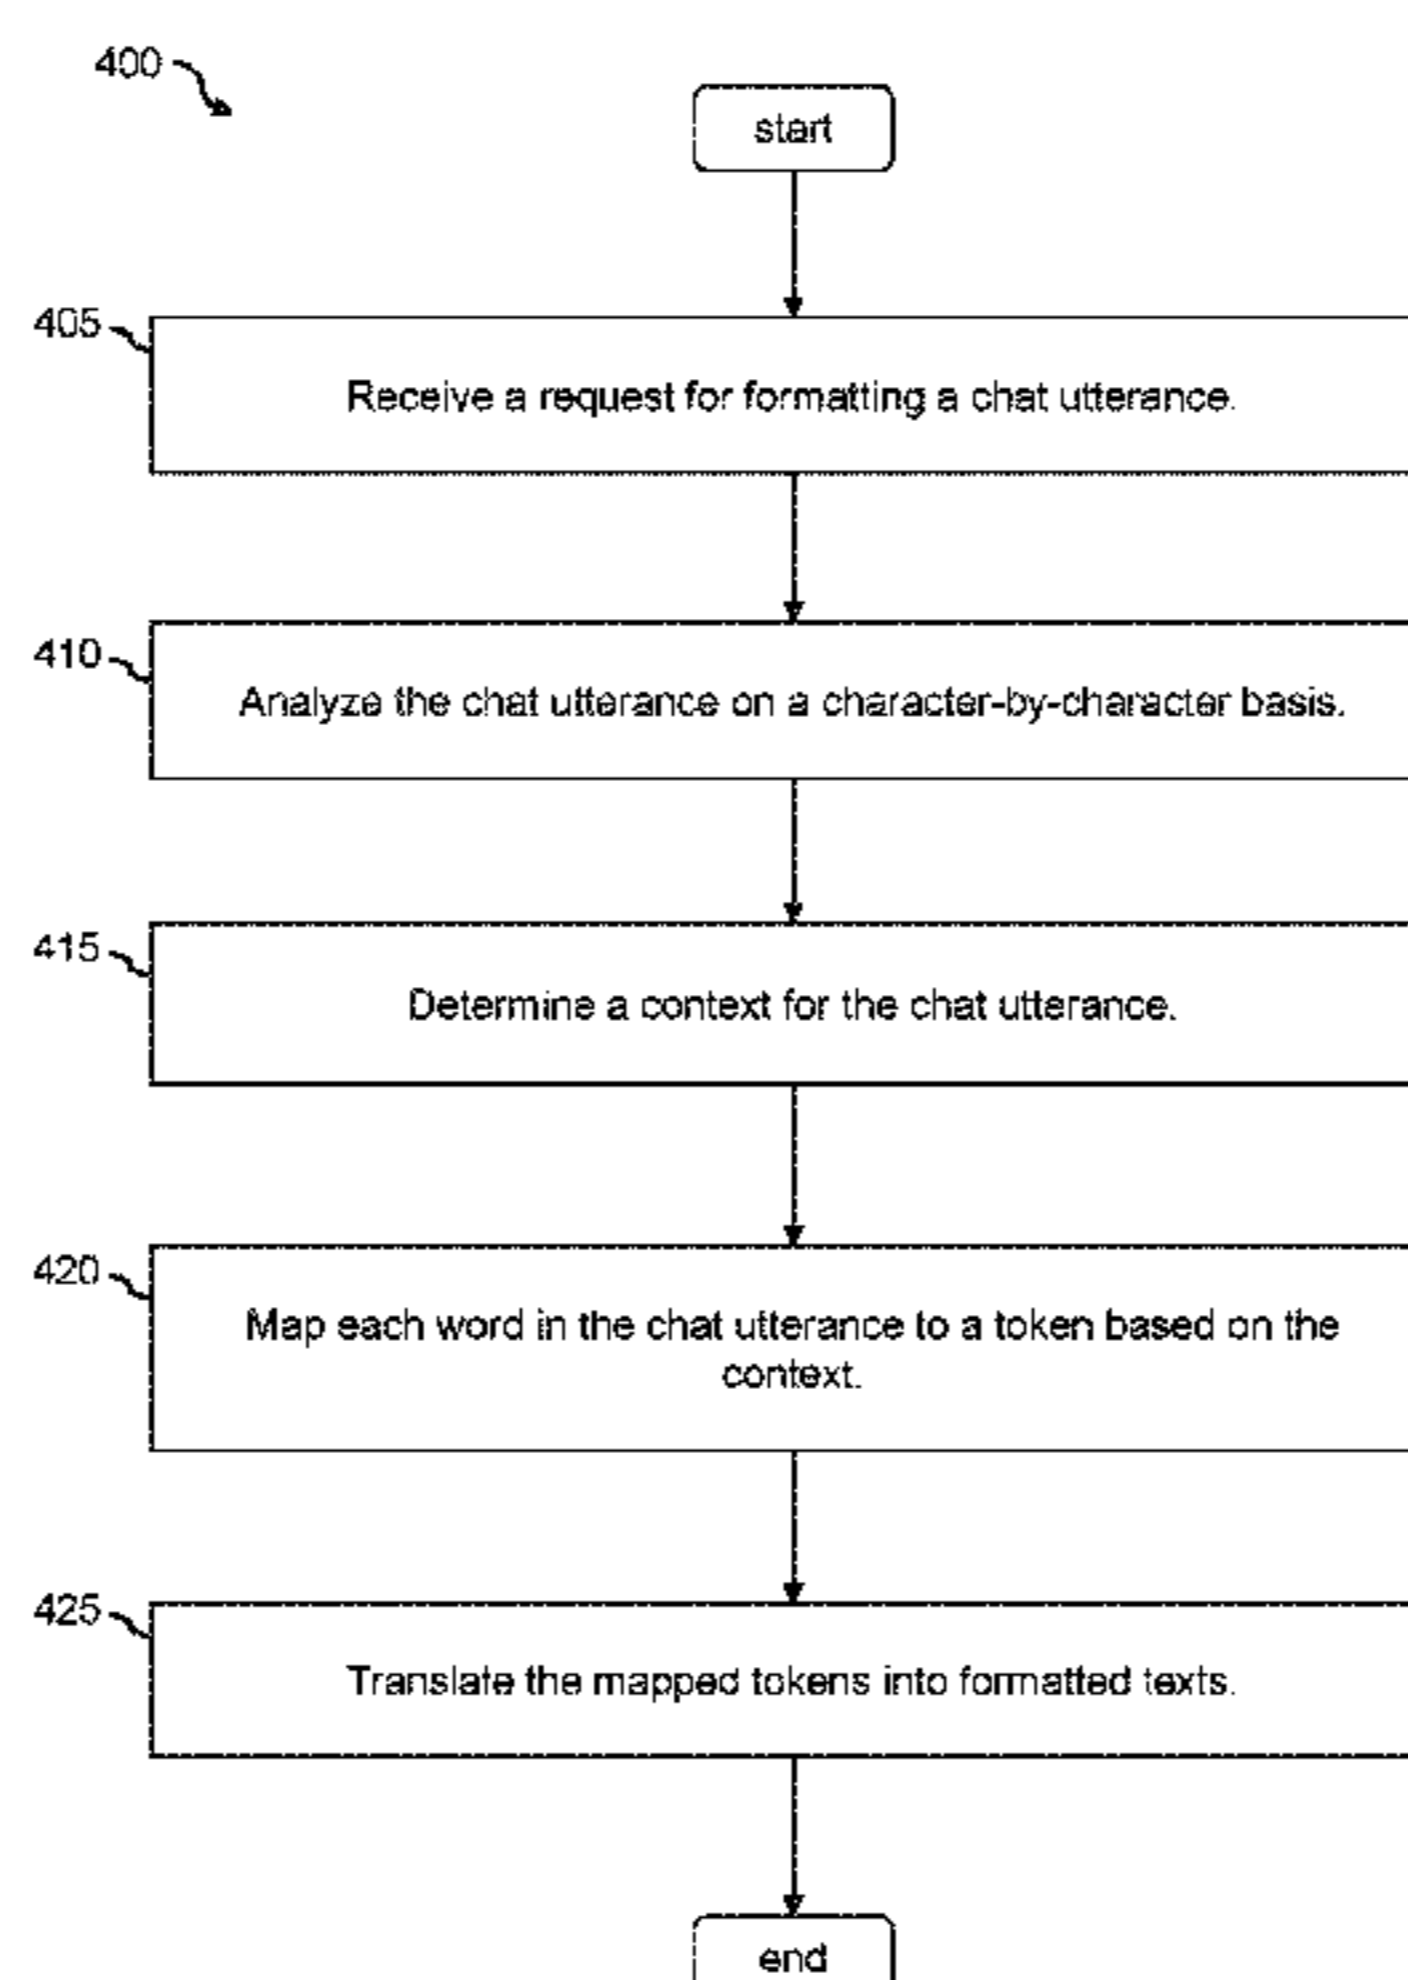 400
start
405
Receive a request for formatting a chat utterance.
410
Analyze the chat utterance on a character-by-character basis.
415
Determine a context for the chat utterance.
420
Map each word in the chat utterance to a token based on the
context.
425
Translate the mapped tokens into formatted texts.
end